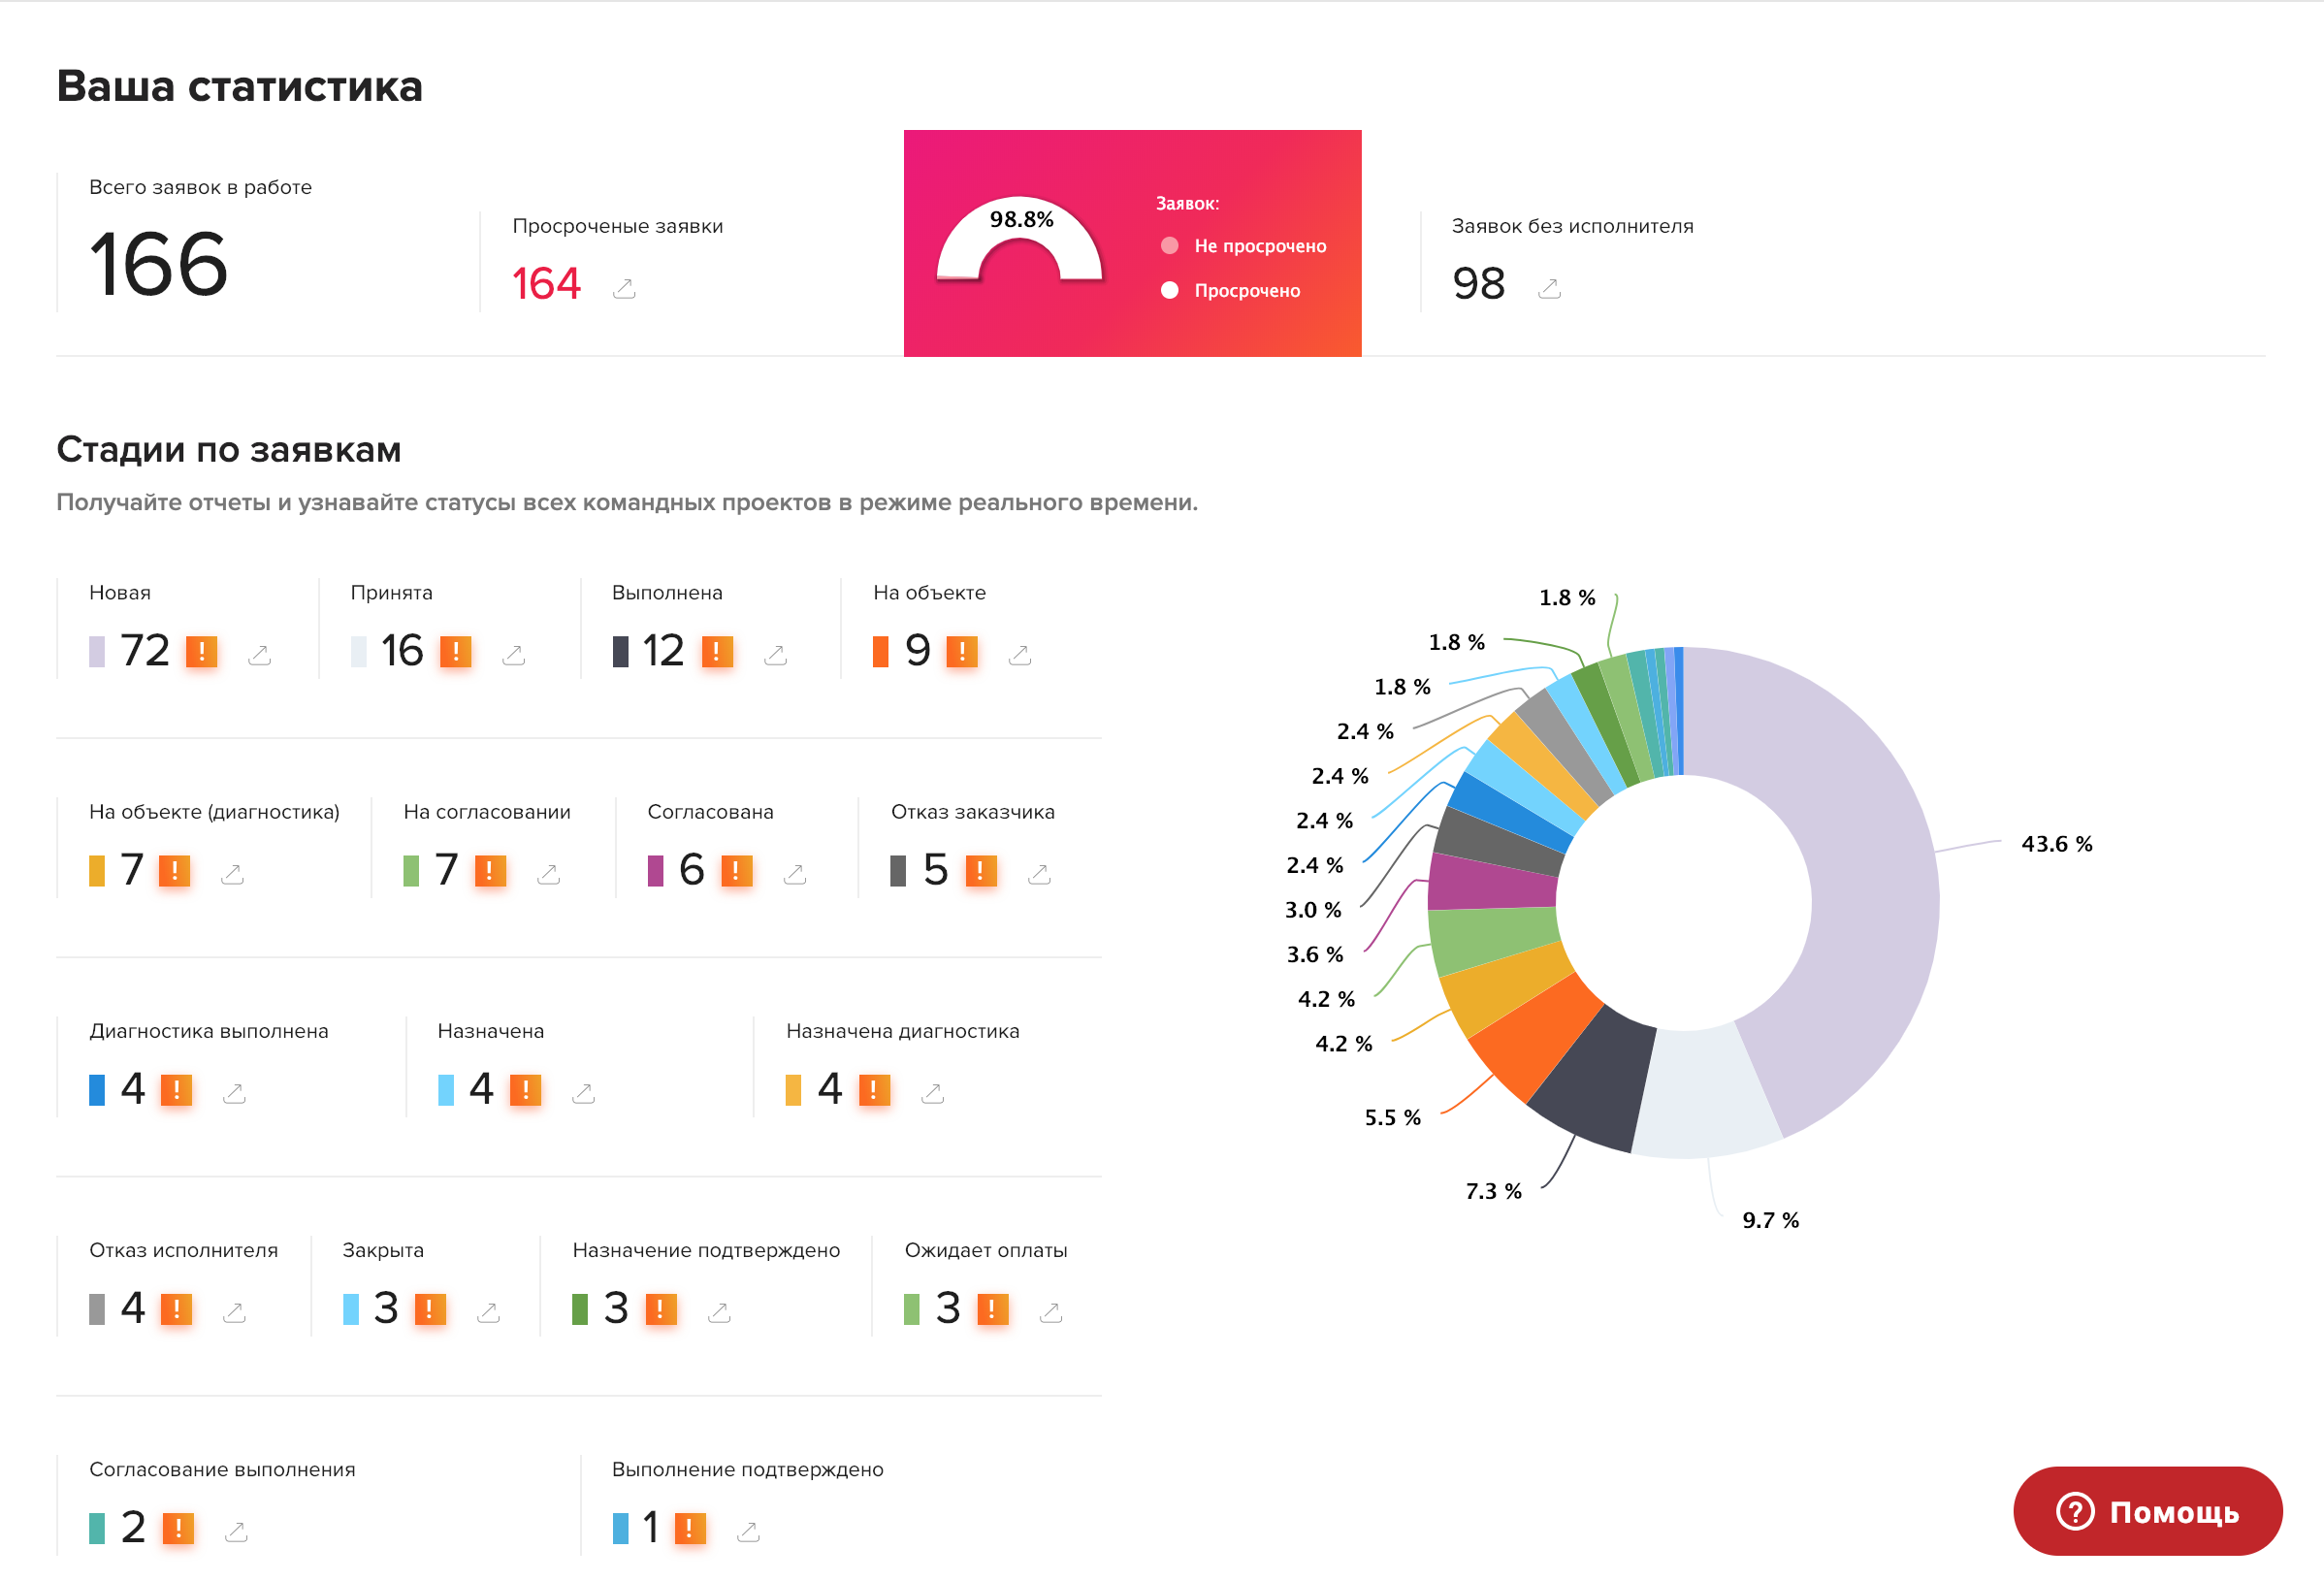 Ваша статистика
Всего заявок в работе
166
Просроченые заявки
164
98.8%
Заявок:
Не просрочено
Просрочено
Заявок без исполнителя
98
Стадии по заявкам
Получайте отчеты и узнавайте статусы всех командных проектов в режиме реального времени.
Новая
72 !
Принята
16 !
Выполнена
12 !
На объекте
9 !
На объекте (диагностика)
7 !
На согласовании
7 !
Согласована
6 !
Отказ заказчика
5 !
Диагностика выполнена
4 !
Назначена
4 !
Назначена диагностика
4 !
Отказ исполнителя
4 !
Закрыта
3 !
Назначение подтверждено
3 !
Ожидает оплаты
3 !
Согласование выполнения
2 !
Выполнение подтверждено
1 !
1.8 %
1.8 %
1.8 %
2.4 %
2.4 %
2.4 %
2.4 %
3.0 %
3.6 %
4.2 %
4.2 %
5.5 %
7.3 %
9.7 %
43.6 %
? Помощь